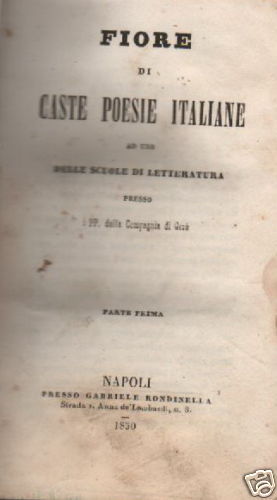 FIORE
DI
CASTE POESIE ITALIANE
AD USO
DELLE SCUOLE DI LETTERATURA
PRESSO
i PP. della Compagnia di Gesù
PARTE PRIMA
NAPOLI
PRESSO GABRIELE RONDINELLA
Strada s. Anna de'Lombardi, n. 8.
1850